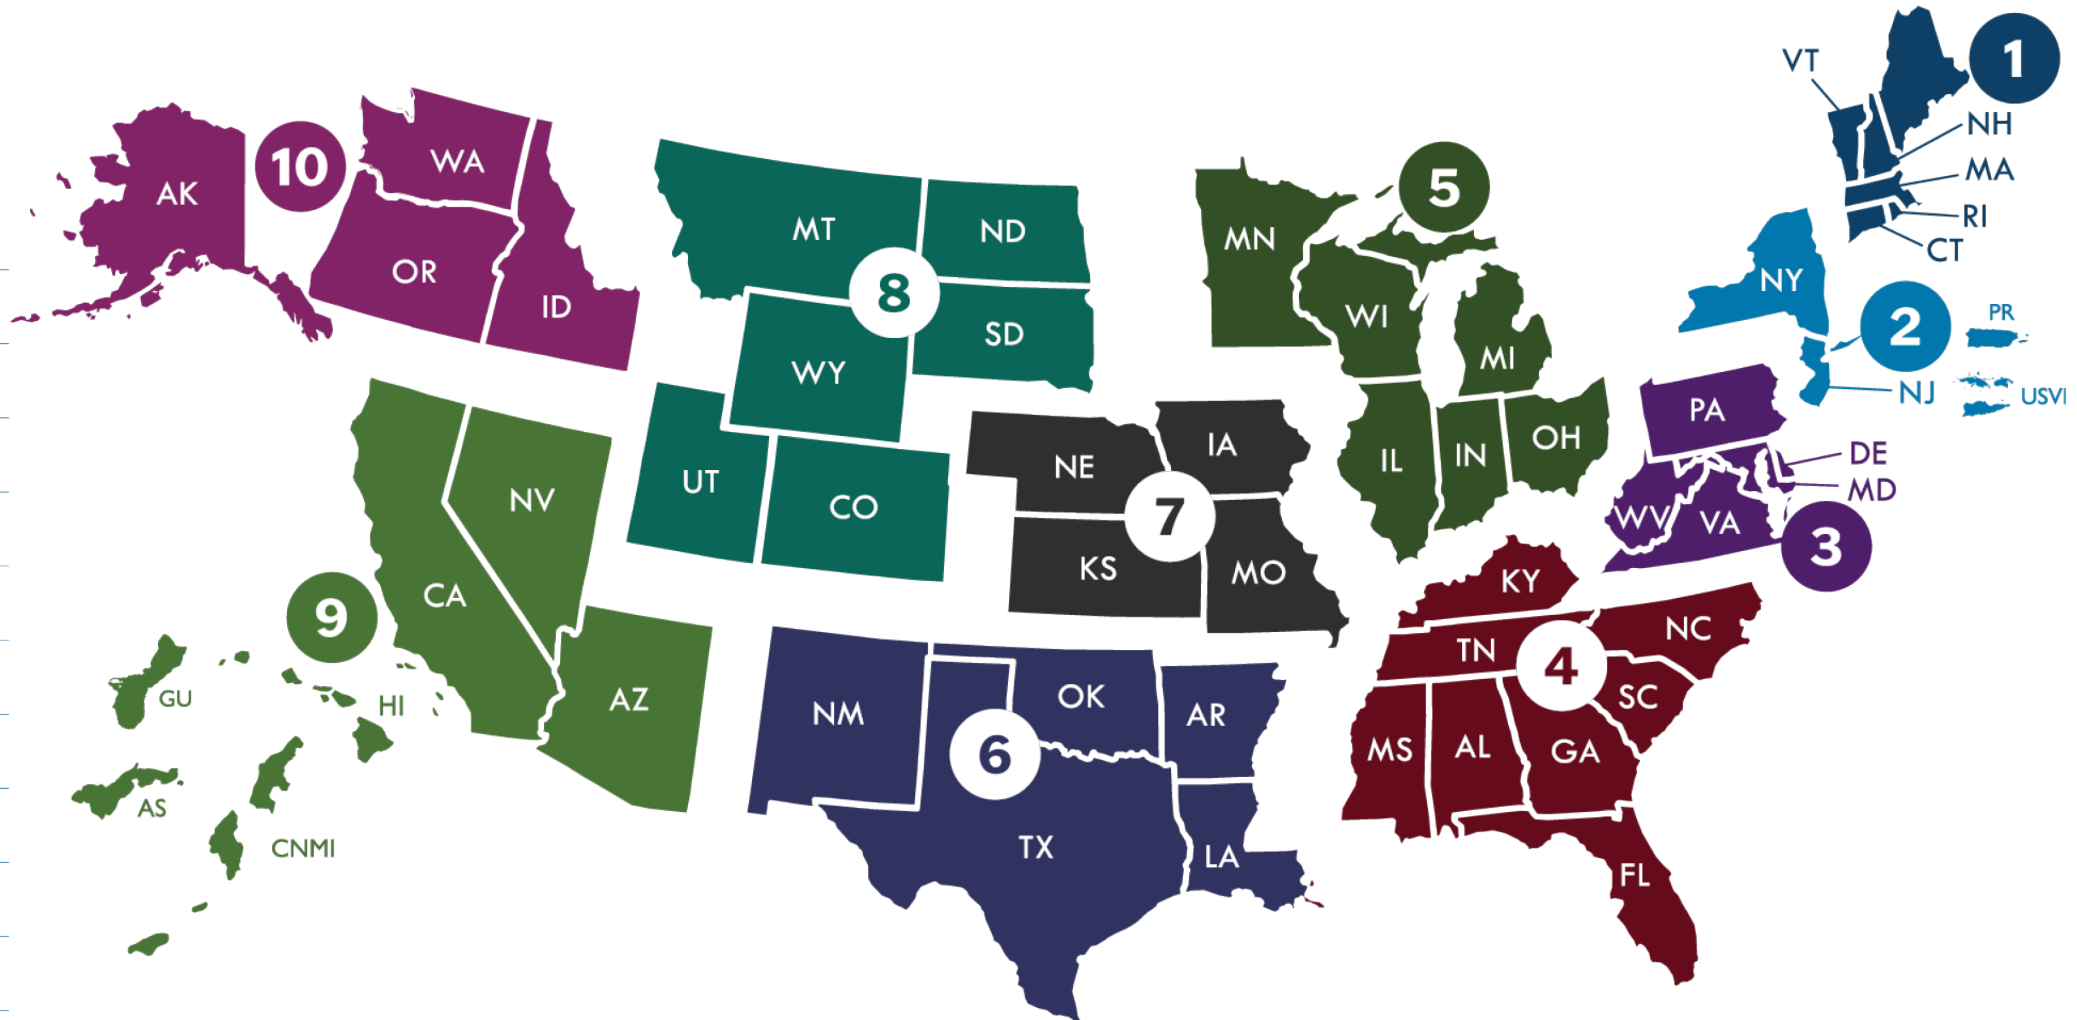 1
VT
NH
MA
RI
CT
2
NY
NJ
PR
USVI
3
PA
DE
MD
WV
VA
4
KY
TN
NC
SC
MS
AL
GA
FL
5
MN
WI
MI
IL
IN
OH
6
NM
OK
AR
TX
LA
7
NE
IA
KS
MO
8
MT
ND
SD
WY
UT
CO
9
NV
CA
AZ
GU
HI
AS
CNMI
10
AK
WA
OR
ID